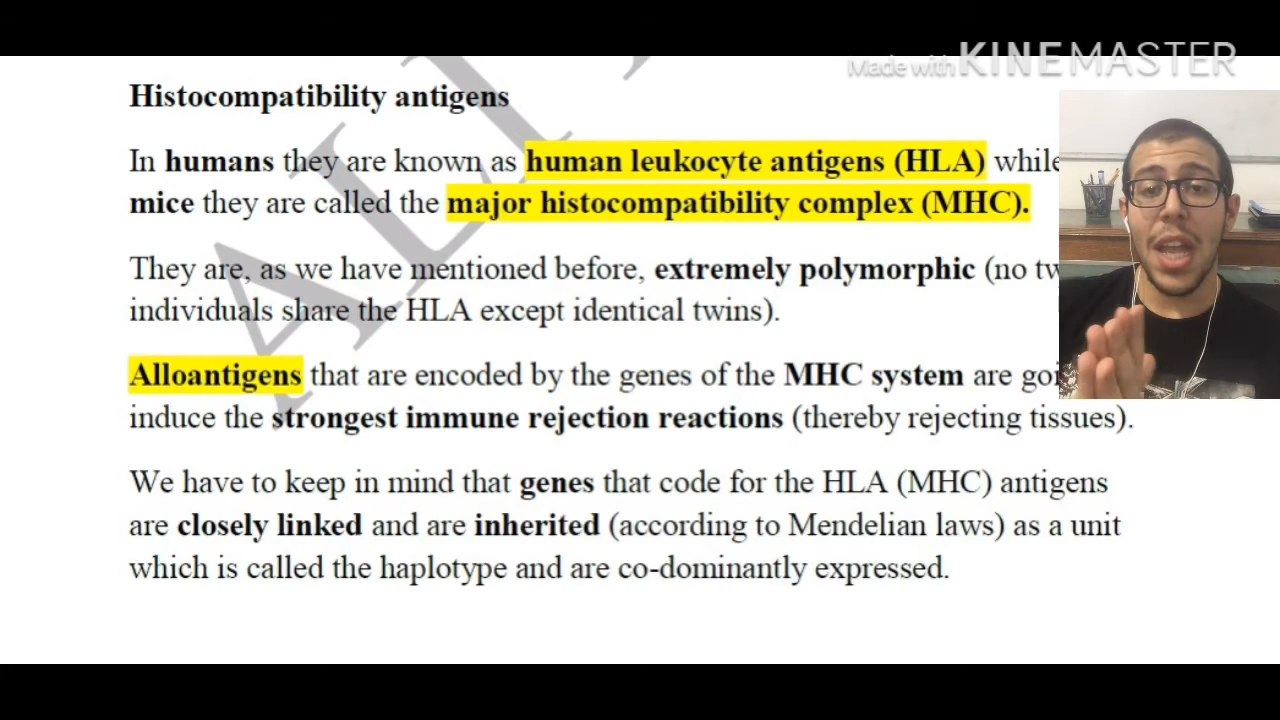 Made with KINEMASTER
Histocompatibility antigens
In humans they are known as human leukocyte antigens (HLA) while
mice they are called the major histocompatibility complex (MHC).
They are, as we have mentioned before, extremely polymorphic (no
individuals share the HLA except identical twins).
Alloantigens that are encoded by the genes of the MHC system are
induce the strongest immune rejection reactions (thereby rejecting tissues).
We have to keep in mind that genes that code for the HLA (MHC) antigens
are closely linked and are inherited (according to Mendelian laws) as a unit
which is called the haplotype and are co-dominantly expressed.